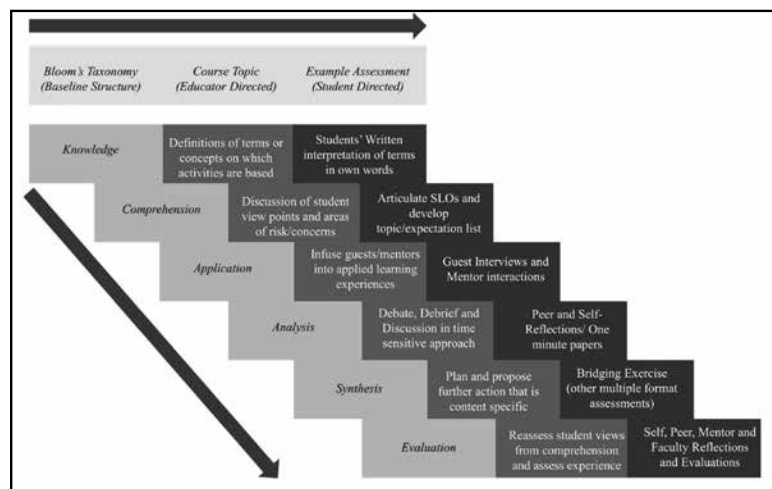 Bloom's Taxonomy
(Baseline Structure)
Course Topic
(Educator Directed)
Example Assessment
(Student Directed)
Knowledge
Definitions of terms or
concepts on which
activities are based
Students' Written
interpretation of terms
in own words
Comprehension
Discussion of student
view points and areas
of risk/concerns
Articulate SLOs and
develop
topic/expectation list
Application
Infuse guests/mentors
into applied learning
experiences
Guest Interviews and
Mentor interactions
Analysis
Debate, Debrief and
Discussion in time
sensitive approach
Peer and Self-
Reflections/ One
minute papers
Synthesis
Plan and propose
further action that is
content specific
Bridging Exercise
(other multiple format
assessments)
Evaluation
Reassess student views
from comprehension
and assess experience
Self, Peer, Mentor and
Faculty Reflections
and Evaluations